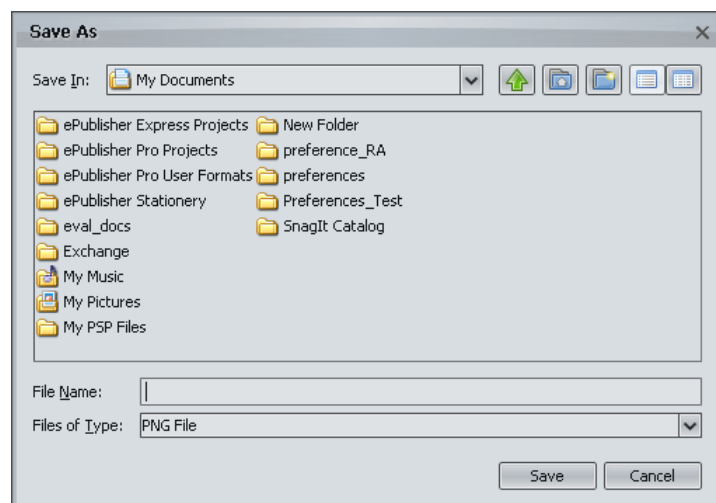 Save As
Save In: My Documents
ePublisher Express Projects
ePublisher Pro Projects
ePublisher Pro User Formats
ePublisher Stationery
eval_docs
Exchange
My Music
My Pictures
My PSP Files
New Folder
preference_RA
preferences
Preferences_Test
SnagIt Catalog
File Name:
Files of Type: PNG File
Save Cancel